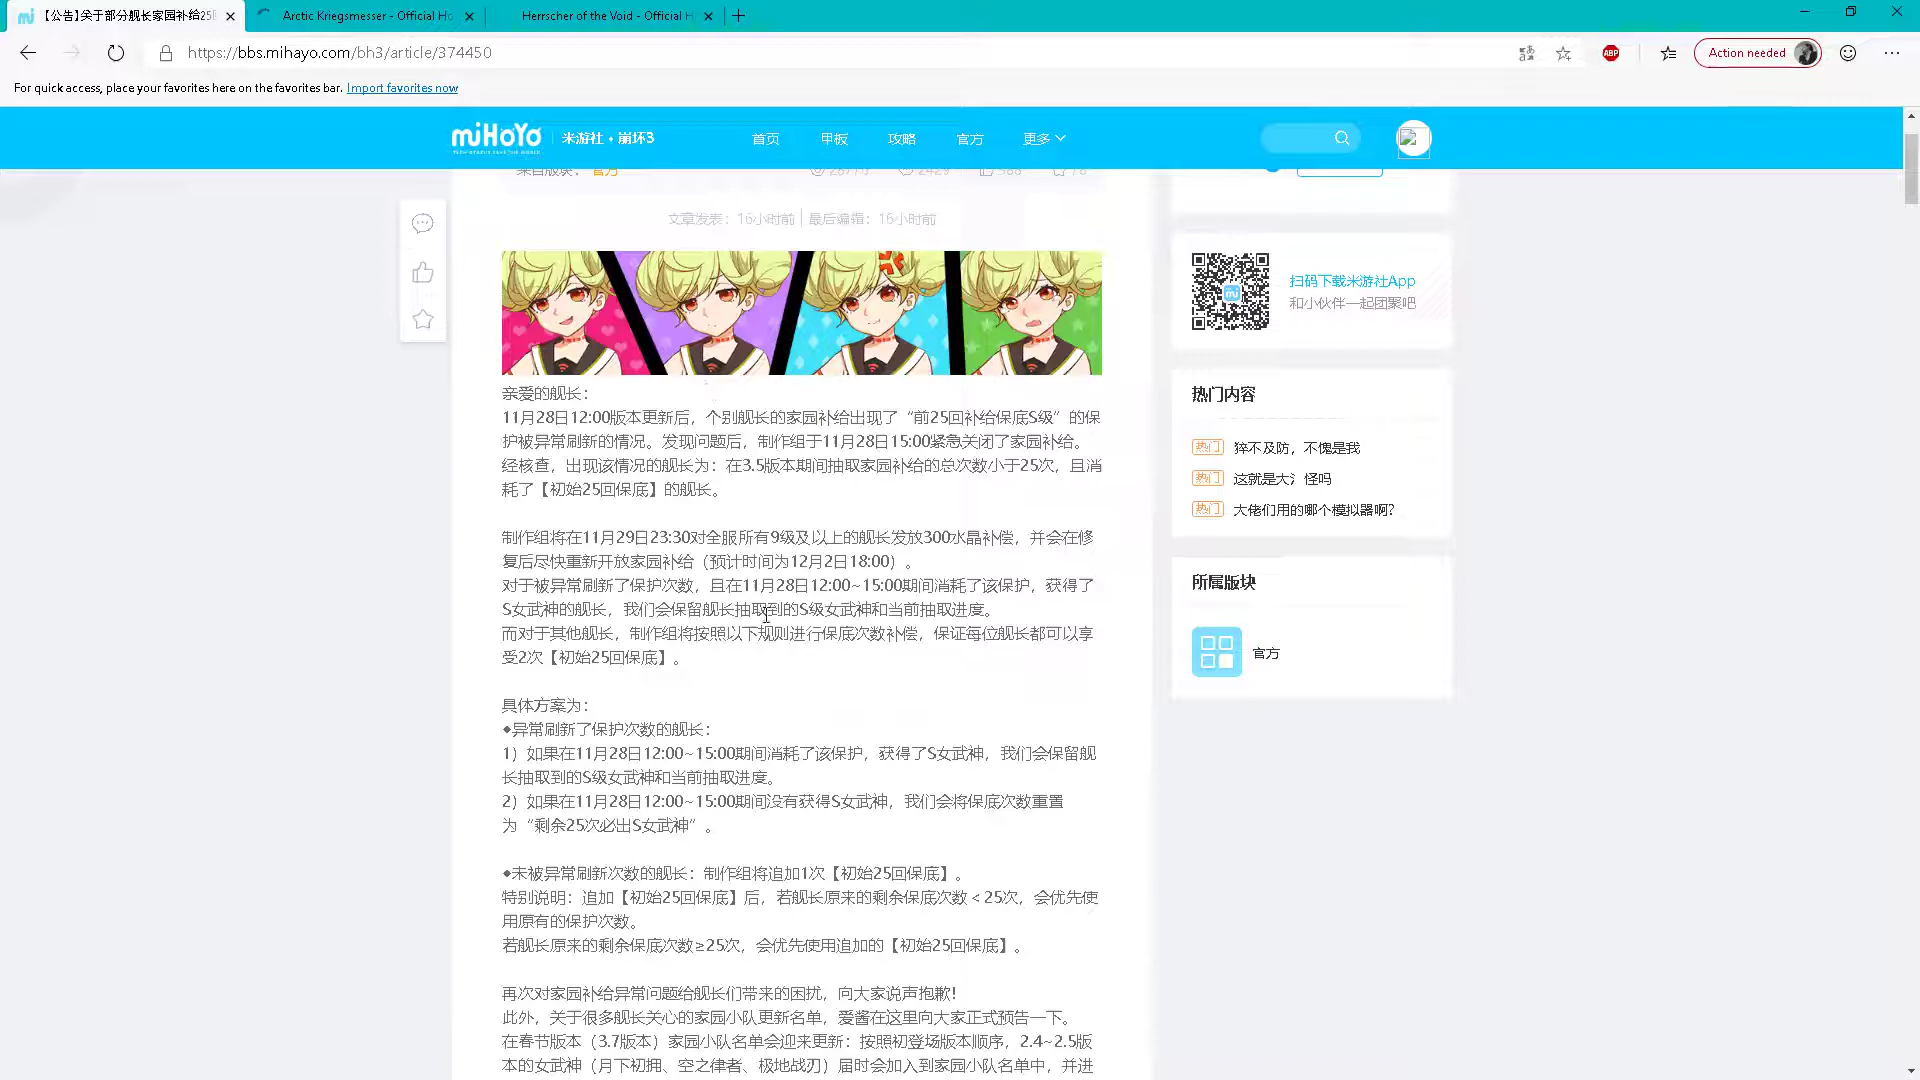 【公告】关于部分舰长家园补给25
Arctic Kriegsmesser - Official Ho
Herrscher of the Void - Official H
https://bbs.mihayo.com/bh3/article/374450
ABP
Action needed
For quick access, place your favorites here on the favorites bar. Import favorites now
miHoYo
米游社 • 崩坏3
首页
甲板
攻略
官方
更多
来自版块：官方
文章发表：16小时前 | 最后编辑：16小时前
亲爱的舰长：
11月28日12:00版本更新后，个别舰长的家园补给出现了“前25回补给保底S级”的保
护被异常刷新的情况。发现问题后，制作组于11月28日15:00紧急关闭了家园补给。
经核查，出现该情况的舰长为：在3.5版本期间抽取家园补给的总次数小于25次，且消
耗了【初始25回保底】的舰长。
制作组将在11月29日23:30对全服所有9级及以上的舰长发放300水晶补偿，并会在修
复后尽快重新开放家园补给（预计时间为12月2日18:00）。
对于被异常刷新了保护次数，且在11月28日12:00~15:00期间消耗了该保护，获得了
S女武神的舰长，我们会保留舰长抽取到的S级女武神和当前抽取进度。
而对于其他舰长，制作组将按照以下规则进行保底次数补偿，保证每位舰长都可以享
受2次【初始25回保底】。
具体方案为：
◆异常刷新了保护次数的舰长：
1）如果在11月28日12:00~15:00期间消耗了该保护，获得了S女武神，我们会保留舰
长抽取到的S级女武神和当前抽取进度。
2）如果在11月28日12:00~15:00期间没有获得S女武神，我们会将保底次数重置
为“剩余25次必出S女武神”。
◆未被异常刷新次数的舰长：制作组将追加1次【初始25回保底】。
特别说明：追加【初始25回保底】后，若舰长原来的剩余保底次数＜25次，会优先使
用原有的保护次数。
若舰长原来的剩余保底次数≥25次，会优先使用追加的【初始25回保底】。
再次对家园补给异常问题给舰长们带来的困扰，向大家说声抱歉！
此外，关于很多舰长关心的家园小队更新名单，爱酱在这里向大家正式预告一下。
在春节版本（3.7版本）家园小队名单会迎来更新：按照初登场版本顺序，2.4~2.5版
本的女武神（月下初拥、空之律者、极地战刃）届时会加入到家园小队名单中，并进
扫码下载米游社App
和小伙伴一起团聚吧
热门内容
热门 猝不及防，不愧是我
热门 这就是大氵怪吗
热门 大佬们用的哪个模拟器啊？
所属版块
官方